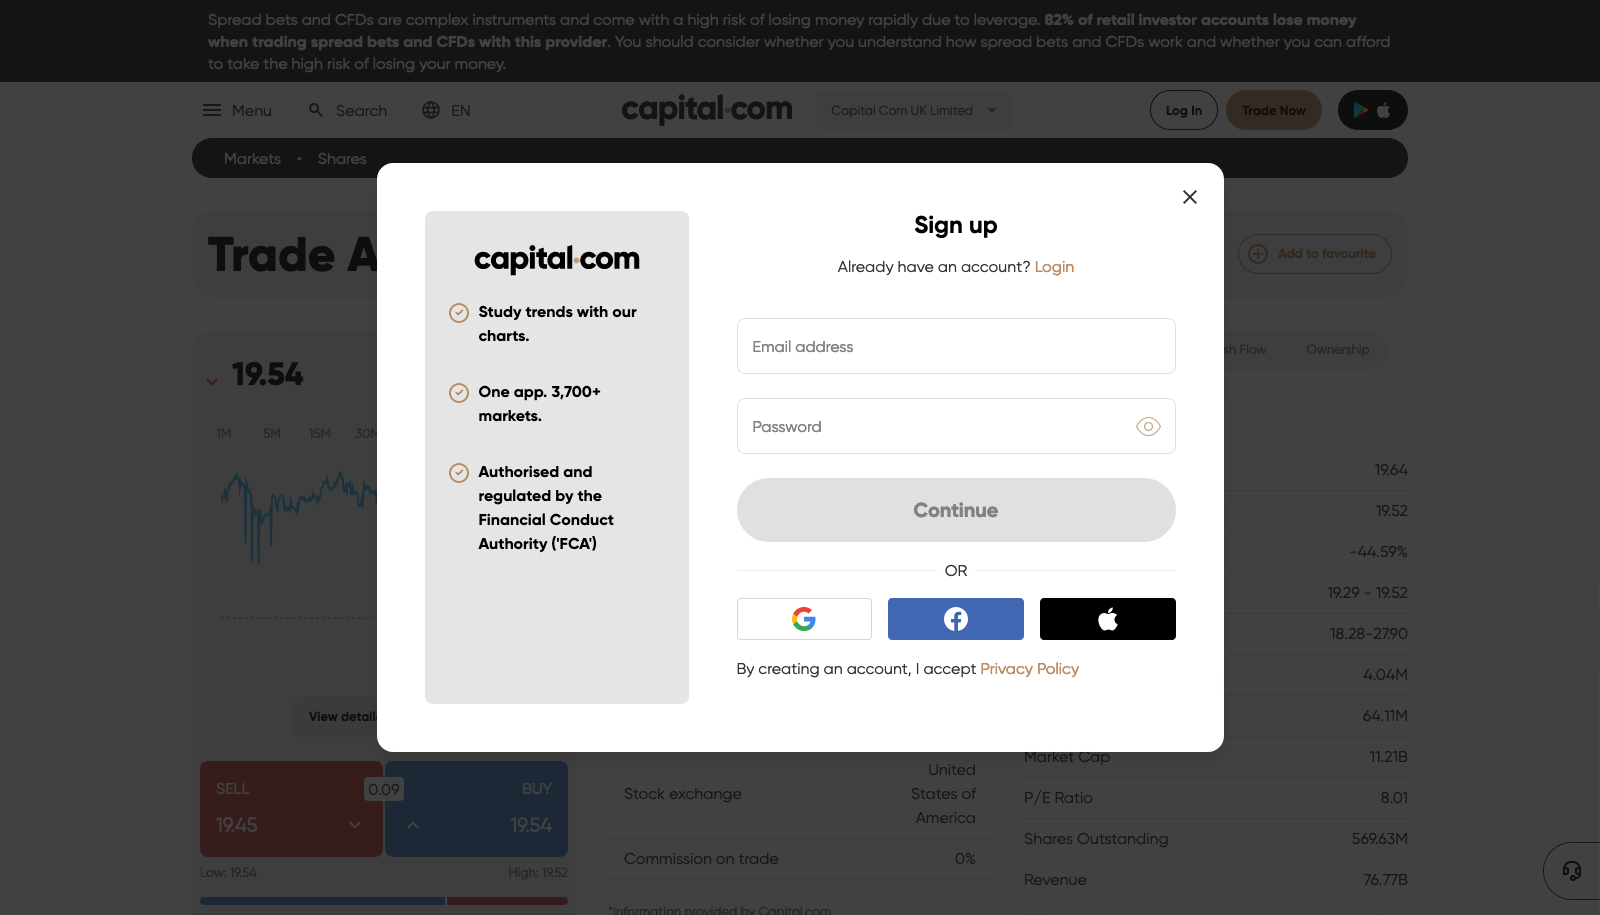 Spread bets and CFDs are complex instruments and come with a high risk of losing money rapidly due to leverage. 82% of retail investor accounts lose money
when trading spread bets and CFDs with this provider. You should consider whether you understand how spread bets and CFDs work and whether you can afford
to take the high risk of losing your money.
Menu Search EN capital.com Capital Com UK Limited Log In Trade Now
Markets • Shares
Trade A
Add to favourite
capital.com
Study trends with our
charts.
One app. 3,700+
markets.
Authorised and
regulated by the
Financial Conduct
Authority ('FCA')
Sign up
Already have an account? Login
Email address
Password
Continue
OR
By creating an account, I accept Privacy Policy
Flow Ownership
19.54
1M 5M 15M 30M
View
SELL 0.09 BUY
19.45 19.54
Low: 19.54 High: 19.52
Stock exchange
United
States of
America
Commission on trade 0%
*Information provided by Capital.com
19.64
19.52
-44.59%
19.29 - 19.52
18.28-27.90
4.04M
64.11M
Market Cap 11.21B
P/E Ratio 8.01
Shares Outstanding 569.63M
Revenue 76.77B